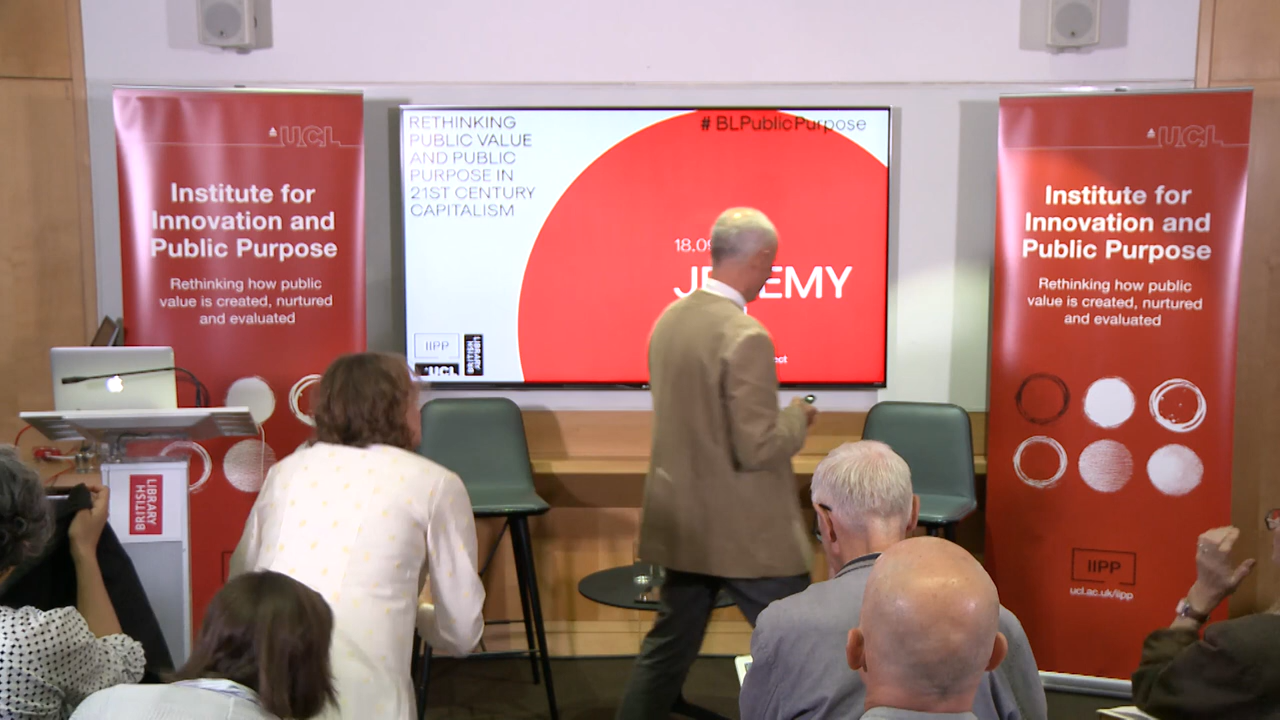 UCL
Institute for
Innovation and
Public Purpose
Rethinking how public
value is created, nurtured
and evaluated
RETHINKING
PUBLIC VALUE
AND PUBLIC
PURPOSE IN
21ST CENTURY
CAPITALISM
# BLPublicPurpose
IIPP
UCL
BRITISH
LIBRARY
BRITISH
LIBRARY
UCL
Institute for
Innovation and
Public Purpose
Rethinking how public
value is created, nurtured
and evaluated
IIPP
ucl.ac.uk/iipp